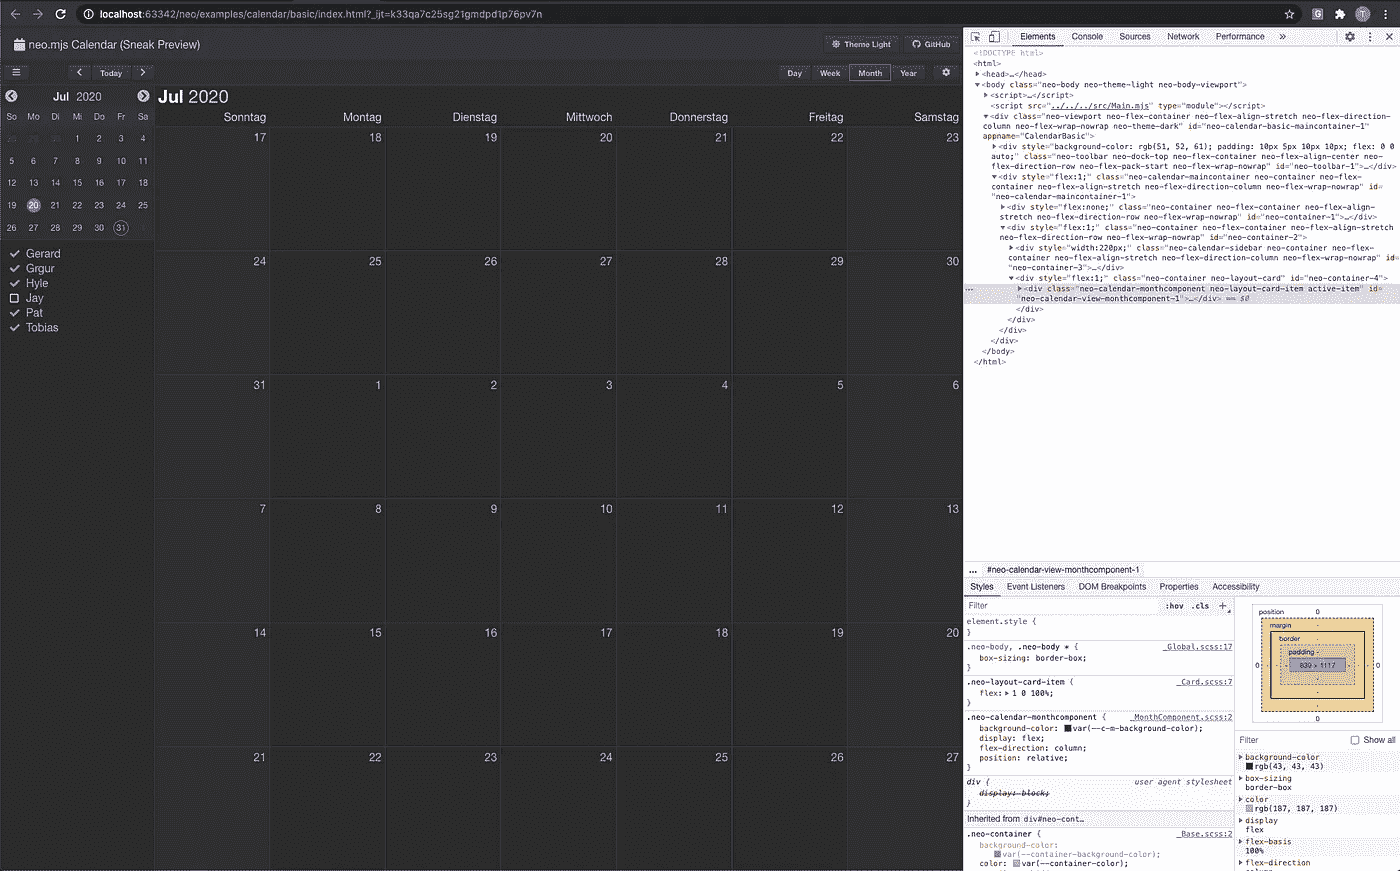 localhost:63342/neo/examples/calendar/basic/index.html?_ijt=k33qa7c25sg21gmdpd1p76pv7n
neo.mjs Calendar (Sneak Preview)
Theme Light
GitHub
Today
Day Week Month Year
Jul 2020
So Mo Di Mi Do Fr Sa
1 2 3 4
5 6 7 8 9 10 11
12 13 14 15 16 17 18
19 20 21 22 23 24 25
26 27 28 29 30 31
Gerard
Grgur
Hyle
Jay
Pat
Tobias
Jul 2020
Sonntag Montag Dienstag Mittwoch Donnerstag Freitag Samstag
17 18 19 20 21 22 23
24 25 26 27 28 29 30
31 1 2 3 4 5 6
7 8 9 10 11 12 13
14 15 16 17 18 19 20
21 22 23 24 25 26 27
Elements Console Sources Network Performance »
<!DOCTYPE html>
<html>
<head>…</head>
<body class="neo-body neo-theme-light neo-body-viewport">
<script>…</script>
<script src="../../../src/Main.mjs" type="module"></script>
<div class="neo-viewport neo-flex-container neo-flex-align-stretch neo-flex-direction-
column neo-flex-wrap-nowrap neo-theme-dark" id="neo-calendar-basic-maincontainer-1"
appname="CalendarBasic">
<div style="background-color: rgb(51, 52, 61); padding: 10px 5px 10px 10px; flex: 0 0
auto;" class="neo-toolbar neo-dock-top neo-flex-container neo-flex-align-center neo-
flex-direction-row neo-flex-pack-start neo-flex-wrap-nowrap" id="neo-toolbar-1">…</div>
<div style="flex:1;" class="neo-calendar-maincontainer neo-container neo-flex-
container neo-flex-align-stretch neo-flex-direction-column neo-flex-wrap-nowrap" id=
"neo-calendar-maincontainer-1">
<div style="flex:none;" class="neo-container neo-flex-container neo-flex-align-
stretch neo-flex-direction-row neo-flex-wrap-nowrap" id="neo-container-1">…</div>
<div style="flex:1;" class="neo-container neo-flex-container neo-flex-align-stretch
neo-flex-direction-row neo-flex-wrap-nowrap" id="neo-container-2">
<div style="width:220px;" class="neo-calendar-sidebar neo-container neo-flex-
container neo-flex-align-stretch neo-flex-direction-column neo-flex-wrap-nowrap" id=
"neo-container-3">…</div>
<div style="flex:1;" class="neo-container neo-layout-card" id="neo-container-4">
… <div class="neo-calendar-monthcomponent neo-layout-card-item active-item" id=
"neo-calendar-view-monthcomponent-1">…</div> == $0
</div>
</div>
</div>
</div>
</body>
</html>
… #neo-calendar-view-monthcomponent-1
Styles Event Listeners DOM Breakpoints Properties Accessibility
Filter :hov .cls +
element.style {
}
.neo-body, .neo-body * { _Global.scss:17
box-sizing: border-box;
}
.neo-layout-card-item { _Card.scss:7
flex: 1 0 100%;
}
.neo-calendar-monthcomponent { _MonthComponent.scss:2
background-color: var(--c-m-background-color);
display: flex;
flex-direction: column;
position: relative;
}
div { user agent stylesheet
display: block;
}
Inherited from div#neo-cont…
.neo-container { _Base.scss:2
background-color:
var(--container-background-color);
color: var(--container-color);
position 0
margin -
border -
padding -
0 - - - 839 × 1117 - - - 0
-
-
-
0
Filter Show all
background-color
rgb(43, 43, 43)
box-sizing
border-box
color
rgb(187, 187, 187)
display
flex
flex-basis
100%
flex-direction